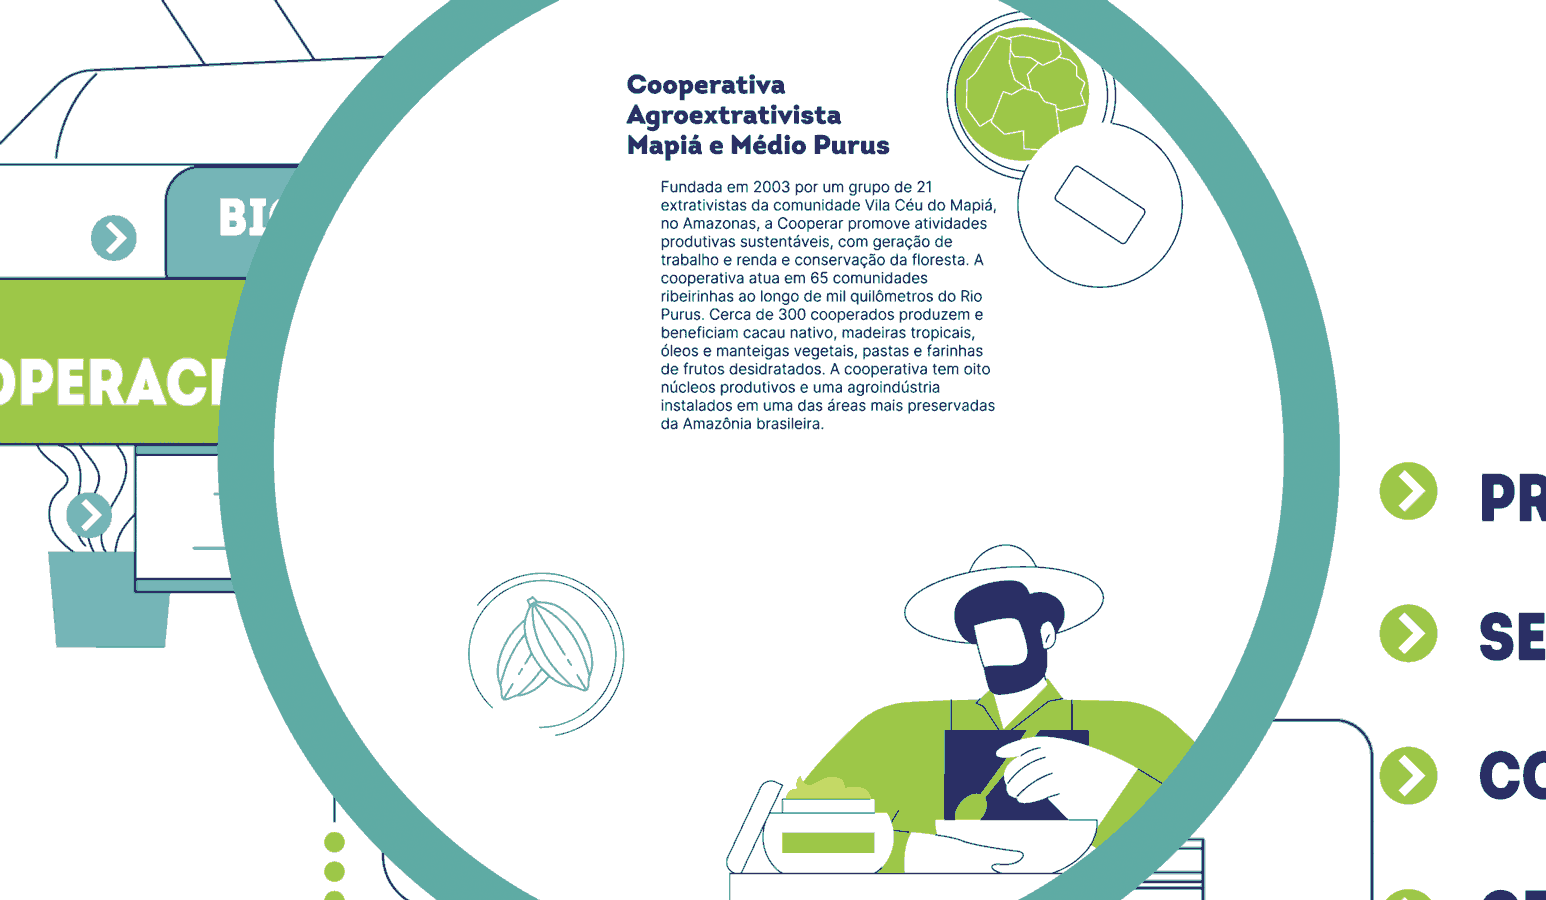 Cooperativa
Agroextrativista
Mapiá e Médio Purus
Fundada em 2003 por um grupo de 21
extrativistas da comunidade Vila Céu do Mapiá,
no Amazonas, a Cooperar promove atividades
produtivas sustentáveis, com geração de
trabalho e renda e conservação da floresta. A
cooperativa atua em 65 comunidades
ribeirinhas ao longo de mil quilômetros do Rio
Purus. Cerca de 300 cooperados produzem e
beneficiam cacau nativo, madeiras tropicais,
óleos e manteigas vegetais, pastas e farinhas
de frutos desidratados. A cooperativa tem oito
núcleos produtivos e uma agroindústria
instalados em uma das áreas mais preservadas
da Amazônia brasileira.
BI
OPERAC
PR
SE
CO